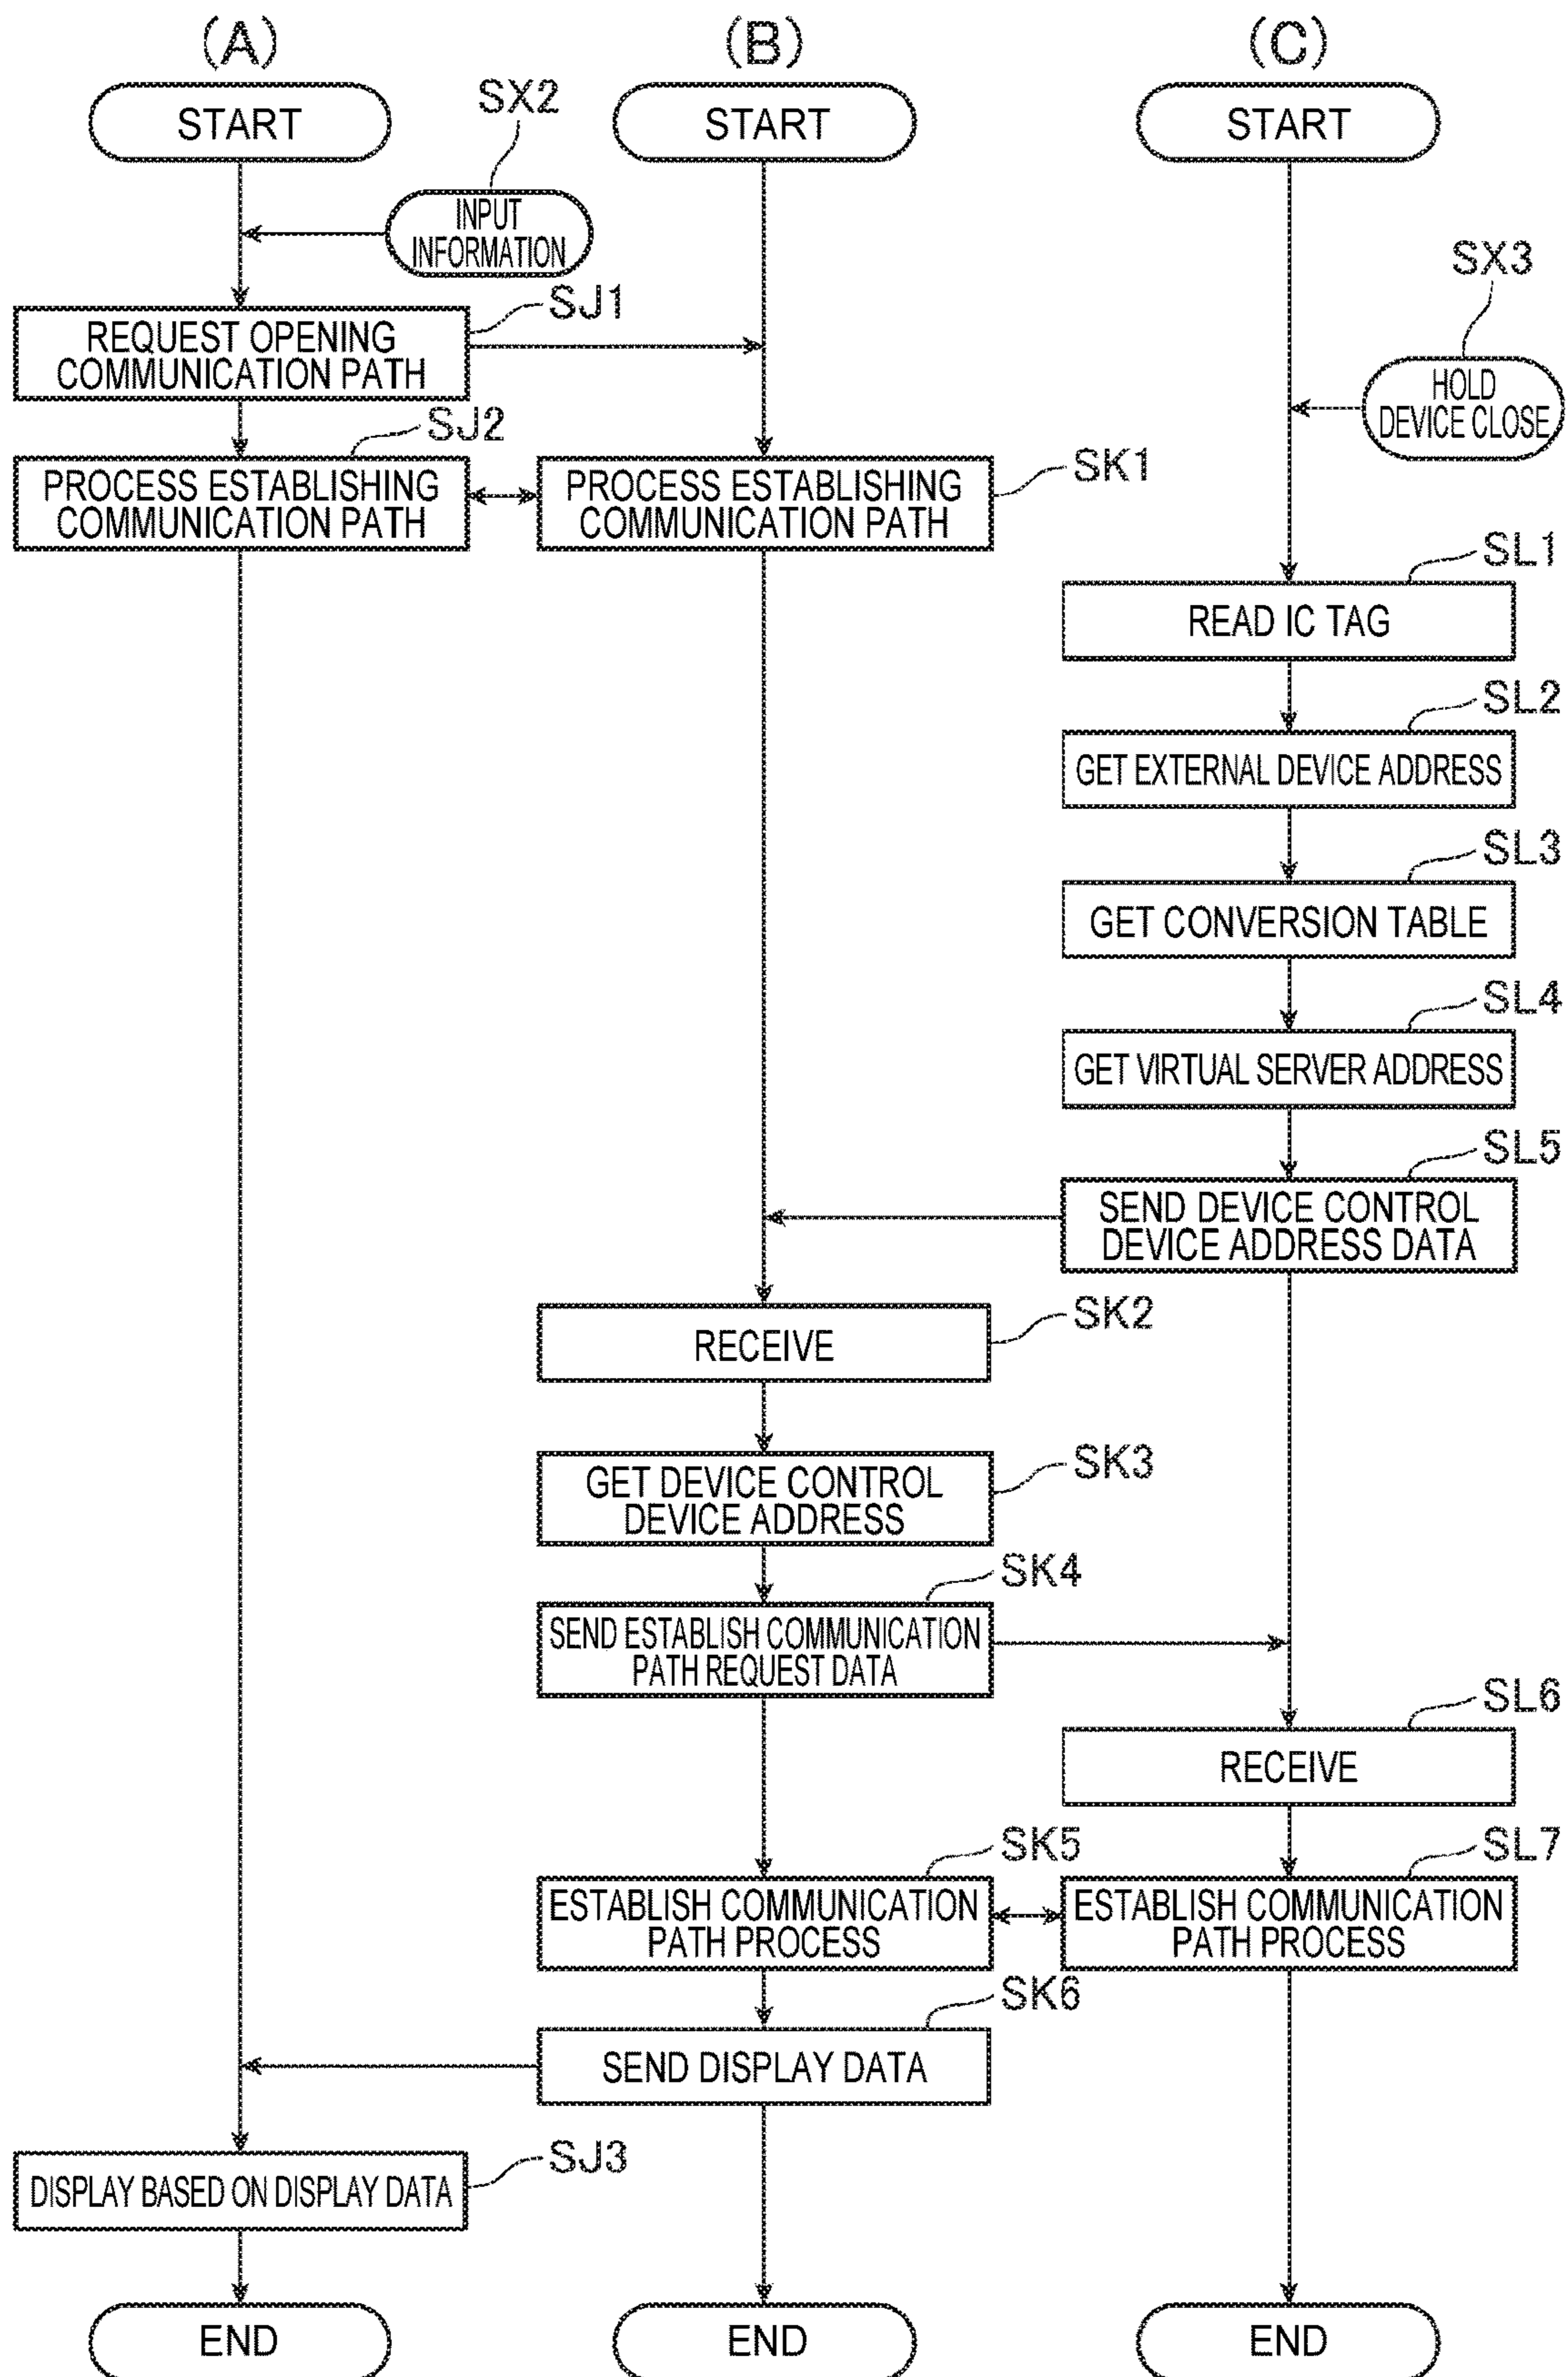 (A)
(B)
(C)
START
START
START
SX2
INPUT
INFORMATION
SX3
HOLD
DEVICE CLOSE
SJ1
REQUEST OPENING
COMMUNICATION PATH
SJ2
PROCESS ESTABLISHING
COMMUNICATION PATH
PROCESS ESTABLISHING
COMMUNICATION PATH
SK1
SL1
READ IC TAG
SL2
GET EXTERNAL DEVICE ADDRESS
SL3
GET CONVERSION TABLE
SL4
GET VIRTUAL SERVER ADDRESS
SL5
SEND DEVICE CONTROL
DEVICE ADDRESS DATA
SK2
RECEIVE
SK3
GET DEVICE CONTROL
DEVICE ADDRESS
SK4
SEND ESTABLISH COMMUNICATION
PATH REQUEST DATA
SL6
RECEIVE
SK5
ESTABLISH COMMUNICATION
PATH PROCESS
SL7
ESTABLISH COMMUNICATION
PATH PROCESS
SK6
SEND DISPLAY DATA
SJ3
DISPLAY BASED ON DISPLAY DATA
END
END
END